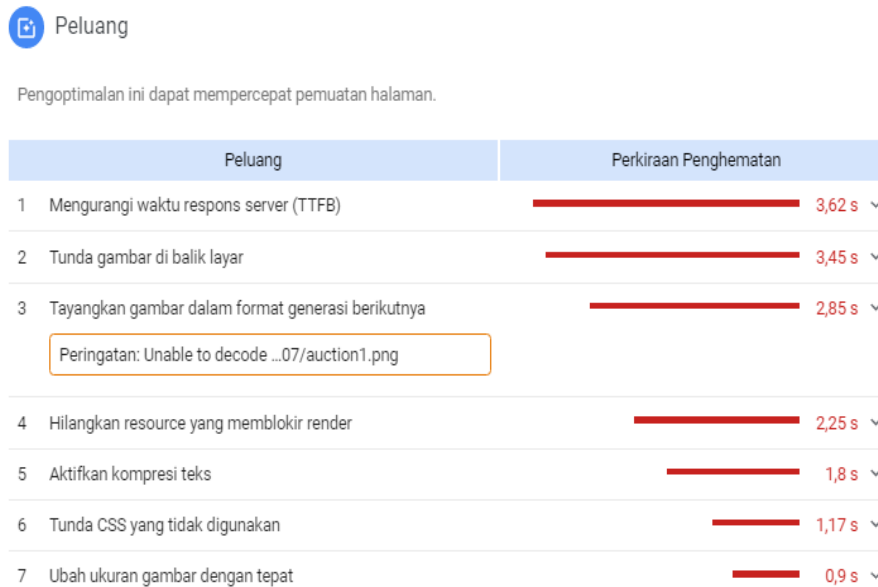 Peluang
Pengoptimalan ini dapat mempercepat pemuatan halaman.
Peluang Perkiraan Penghematan
1 Mengurangi waktu respons server (TTFB) 3,62 s
2 Tunda gambar di balik layar 3,45 s
3 Tayangkan gambar dalam format generasi berikutnya 2,85 s
Peringatan: Unable to decode ...07/auction1.png
4 Hilangkan resource yang memblokir render 2,25 s
5 Aktifkan kompresi teks 1,8 s
6 Tunda CSS yang tidak digunakan 1,17 s
7 Ubah ukuran gambar dengan tepat 0,9 s